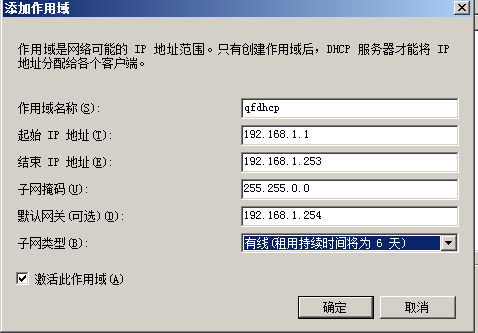 添加作用域
作用域是网络可能的 IP 地址范围。只有创建作用域后，DHCP 服务器才能将 IP
地址分配给各个客户端。
作用域名称(S): qfdhcp
起始 IP 地址(T): 192.168.1.1
结束 IP 地址(E): 192.168.1.253
子网掩码(U): 255.255.0.0
默认网关(可选)(D): 192.168.1.254
子网类型(B): 有线(租用持续时间将为 6 天)
激活此作用域(A)
确定 取消